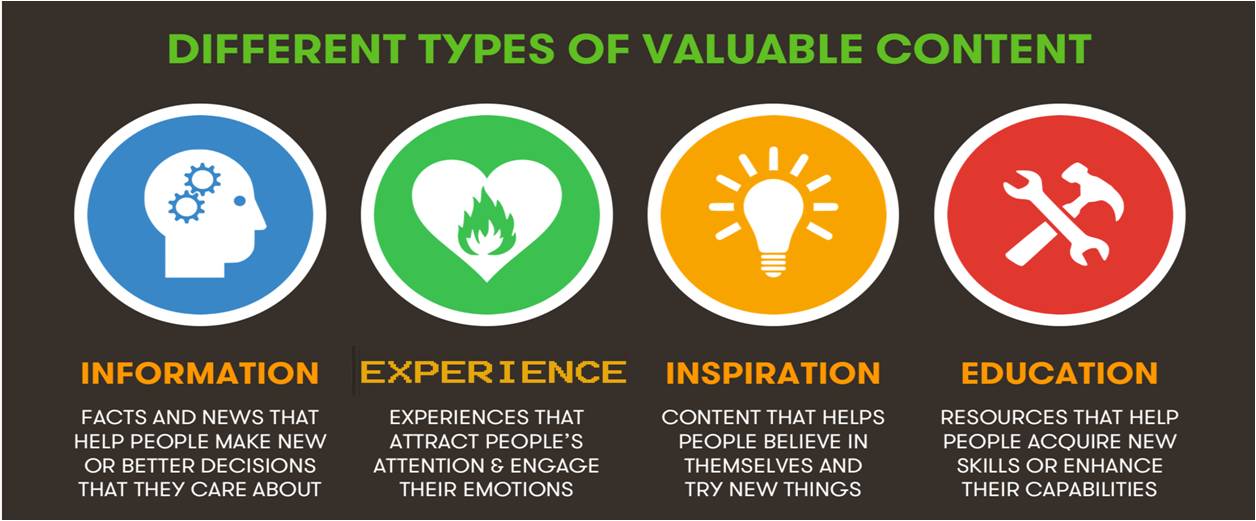 DIFFERENT TYPES OF VALUABLE CONTENT
INFORMATION
FACTS AND NEWS THAT
HELP PEOPLE MAKE NEW
OR BETTER DECISIONS
THAT THEY CARE ABOUT
EXPERIENCE
EXPERIENCES THAT
ATTRACT PEOPLE’S
ATTENTION & ENGAGE
THEIR EMOTIONS
INSPIRATION
CONTENT THAT HELPS
PEOPLE BELIEVE IN
THEMSELVES AND
TRY NEW THINGS
EDUCATION
RESOURCES THAT HELP
PEOPLE ACQUIRE NEW
SKILLS OR ENHANCE
THEIR CAPABILITIES